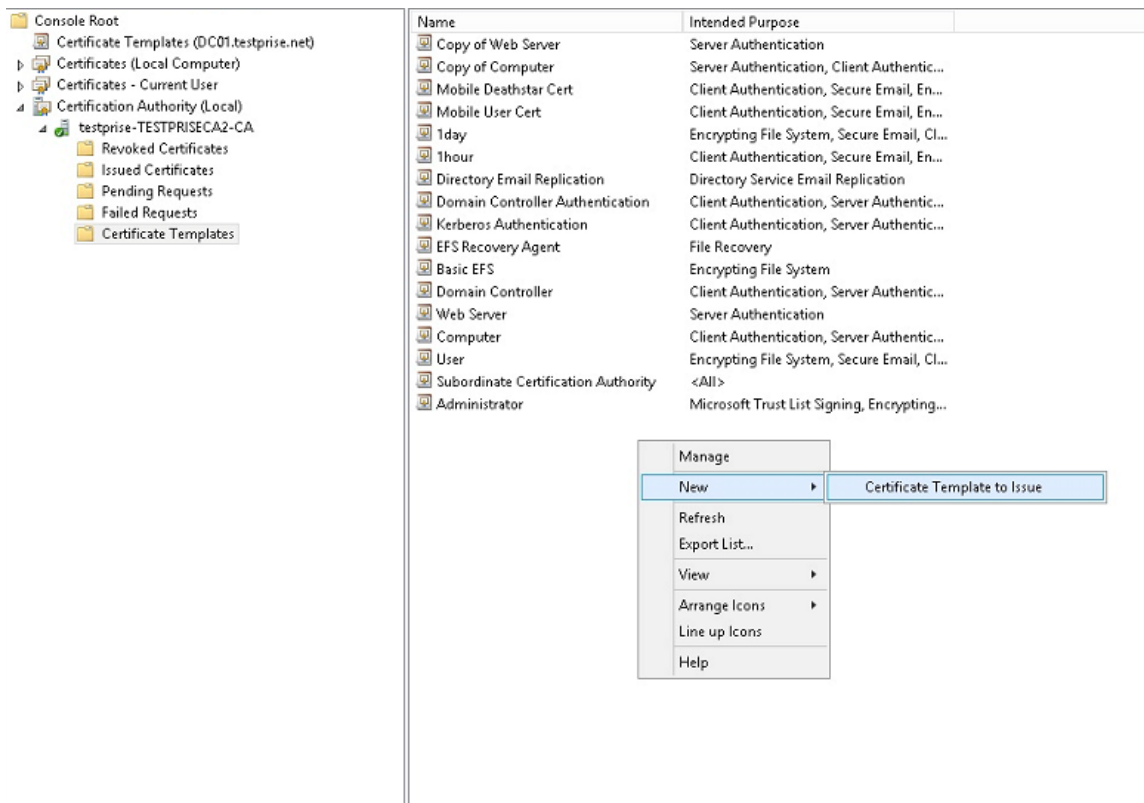 Console Root
Certificate Templates (DC01.testprise.net)
Certificates (Local Computer)
Certificates - Current User
Certification Authority (Local)
testprise-TESTPRISECA2-CA
Revoked Certificates
Issued Certificates
Pending Requests
Failed Requests
Certificate Templates
Name Intended Purpose
Copy of Web Server Server Authentication
Copy of Computer Server Authentication, Client Authentic...
Mobile Deathstar Cert Client Authentication, Secure Email, En...
Mobile User Cert Client Authentication, Secure Email, En...
1day Encrypting File System, Secure Email, Cl...
1hour Client Authentication, Secure Email, En...
Directory Email Replication Directory Service Email Replication
Domain Controller Authentication Client Authentication, Server Authentic...
Kerberos Authentication Client Authentication, Server Authentic...
EFS Recovery Agent File Recovery
Basic EFS Encrypting File System
Domain Controller Client Authentication, Server Authentic...
Web Server Server Authentication
Computer Client Authentication, Server Authentic...
User Encrypting File System, Secure Email, Cl...
Subordinate Certification Authority <All>
Administrator Microsoft Trust List Signing, Encrypting...
Manage
New Certificate Template to Issue
Refresh
Export List...
View
Arrange Icons
Line up Icons
Help